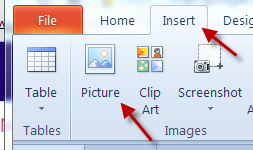 File Home Insert Desig
Table Picture Clip Art Screenshot
Tables Images